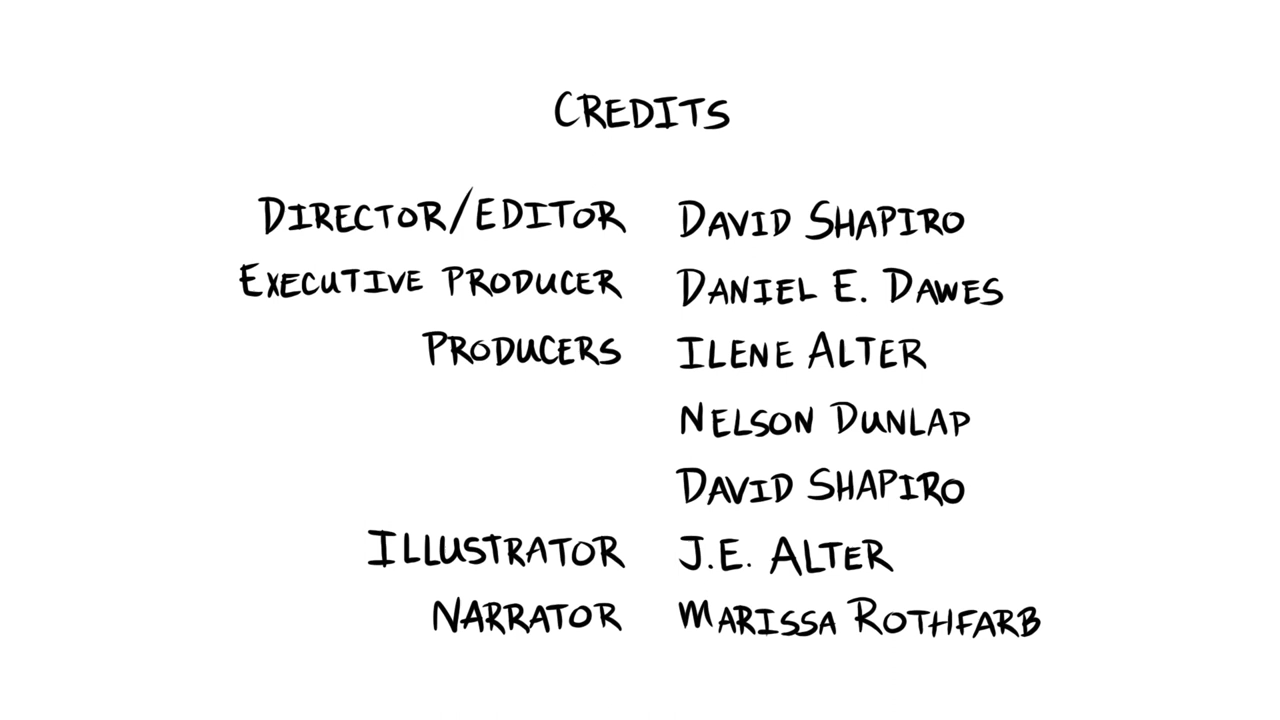 CREDITS
DIRECTOR/EDITOR DAVID SHAPIRO
EXECUTIVE PRODUCER DANIEL E. DAWES
PRODUCERS ILENE ALTER
NELSON DUNLAP
DAVID SHAPIRO
ILLUSTRATOR J.E. ALTER
NARRATOR MARISSA ROTHFARB